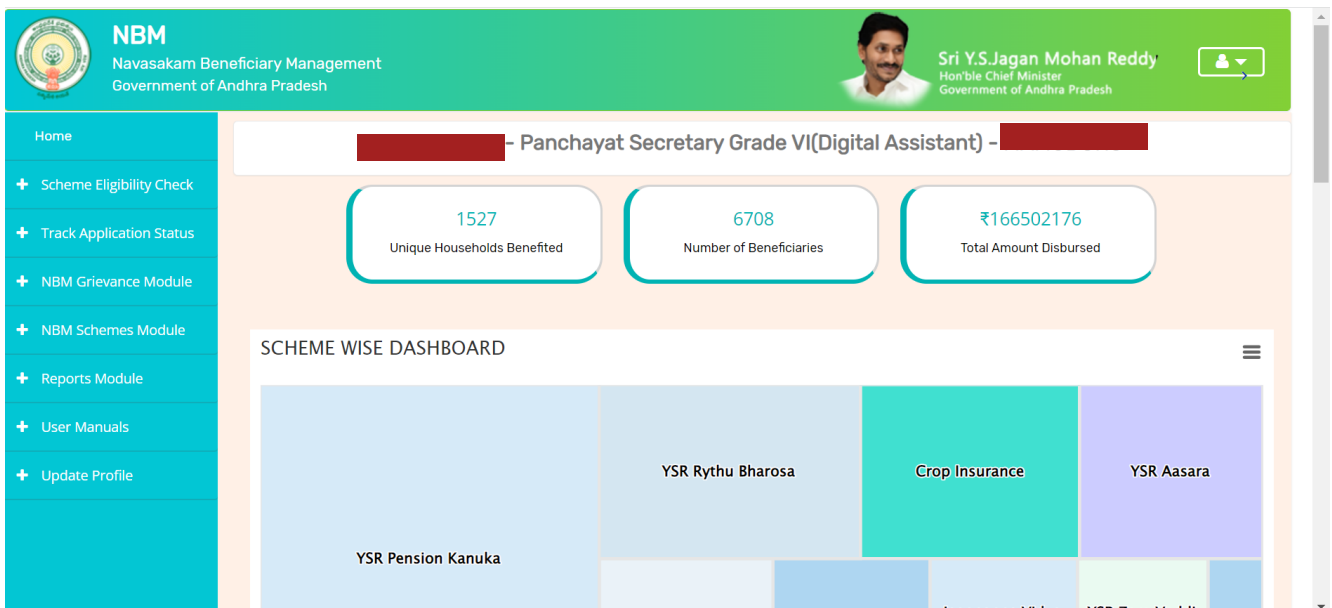 NBM
Navasakam Beneficiary Management
Government of Andhra Pradesh
Sri Y.S.Jagan Mohan Reddy
Hon'ble Chief Minister
Government of Andhra Pradesh
Home
Scheme Eligibility Check
Track Application Status
NBM Grievance Module
NBM Schemes Module
Reports Module
User Manuals
Update Profile
- Panchayat Secretary Grade VI(Digital Assistant) -
1527
Unique Households Benefited
6708
Number of Beneficiaries
₹166502176
Total Amount Disbursed
SCHEME WISE DASHBOARD
YSR Rythu Bharosa
Crop Insurance
YSR Aasara
YSR Pension Kanuka